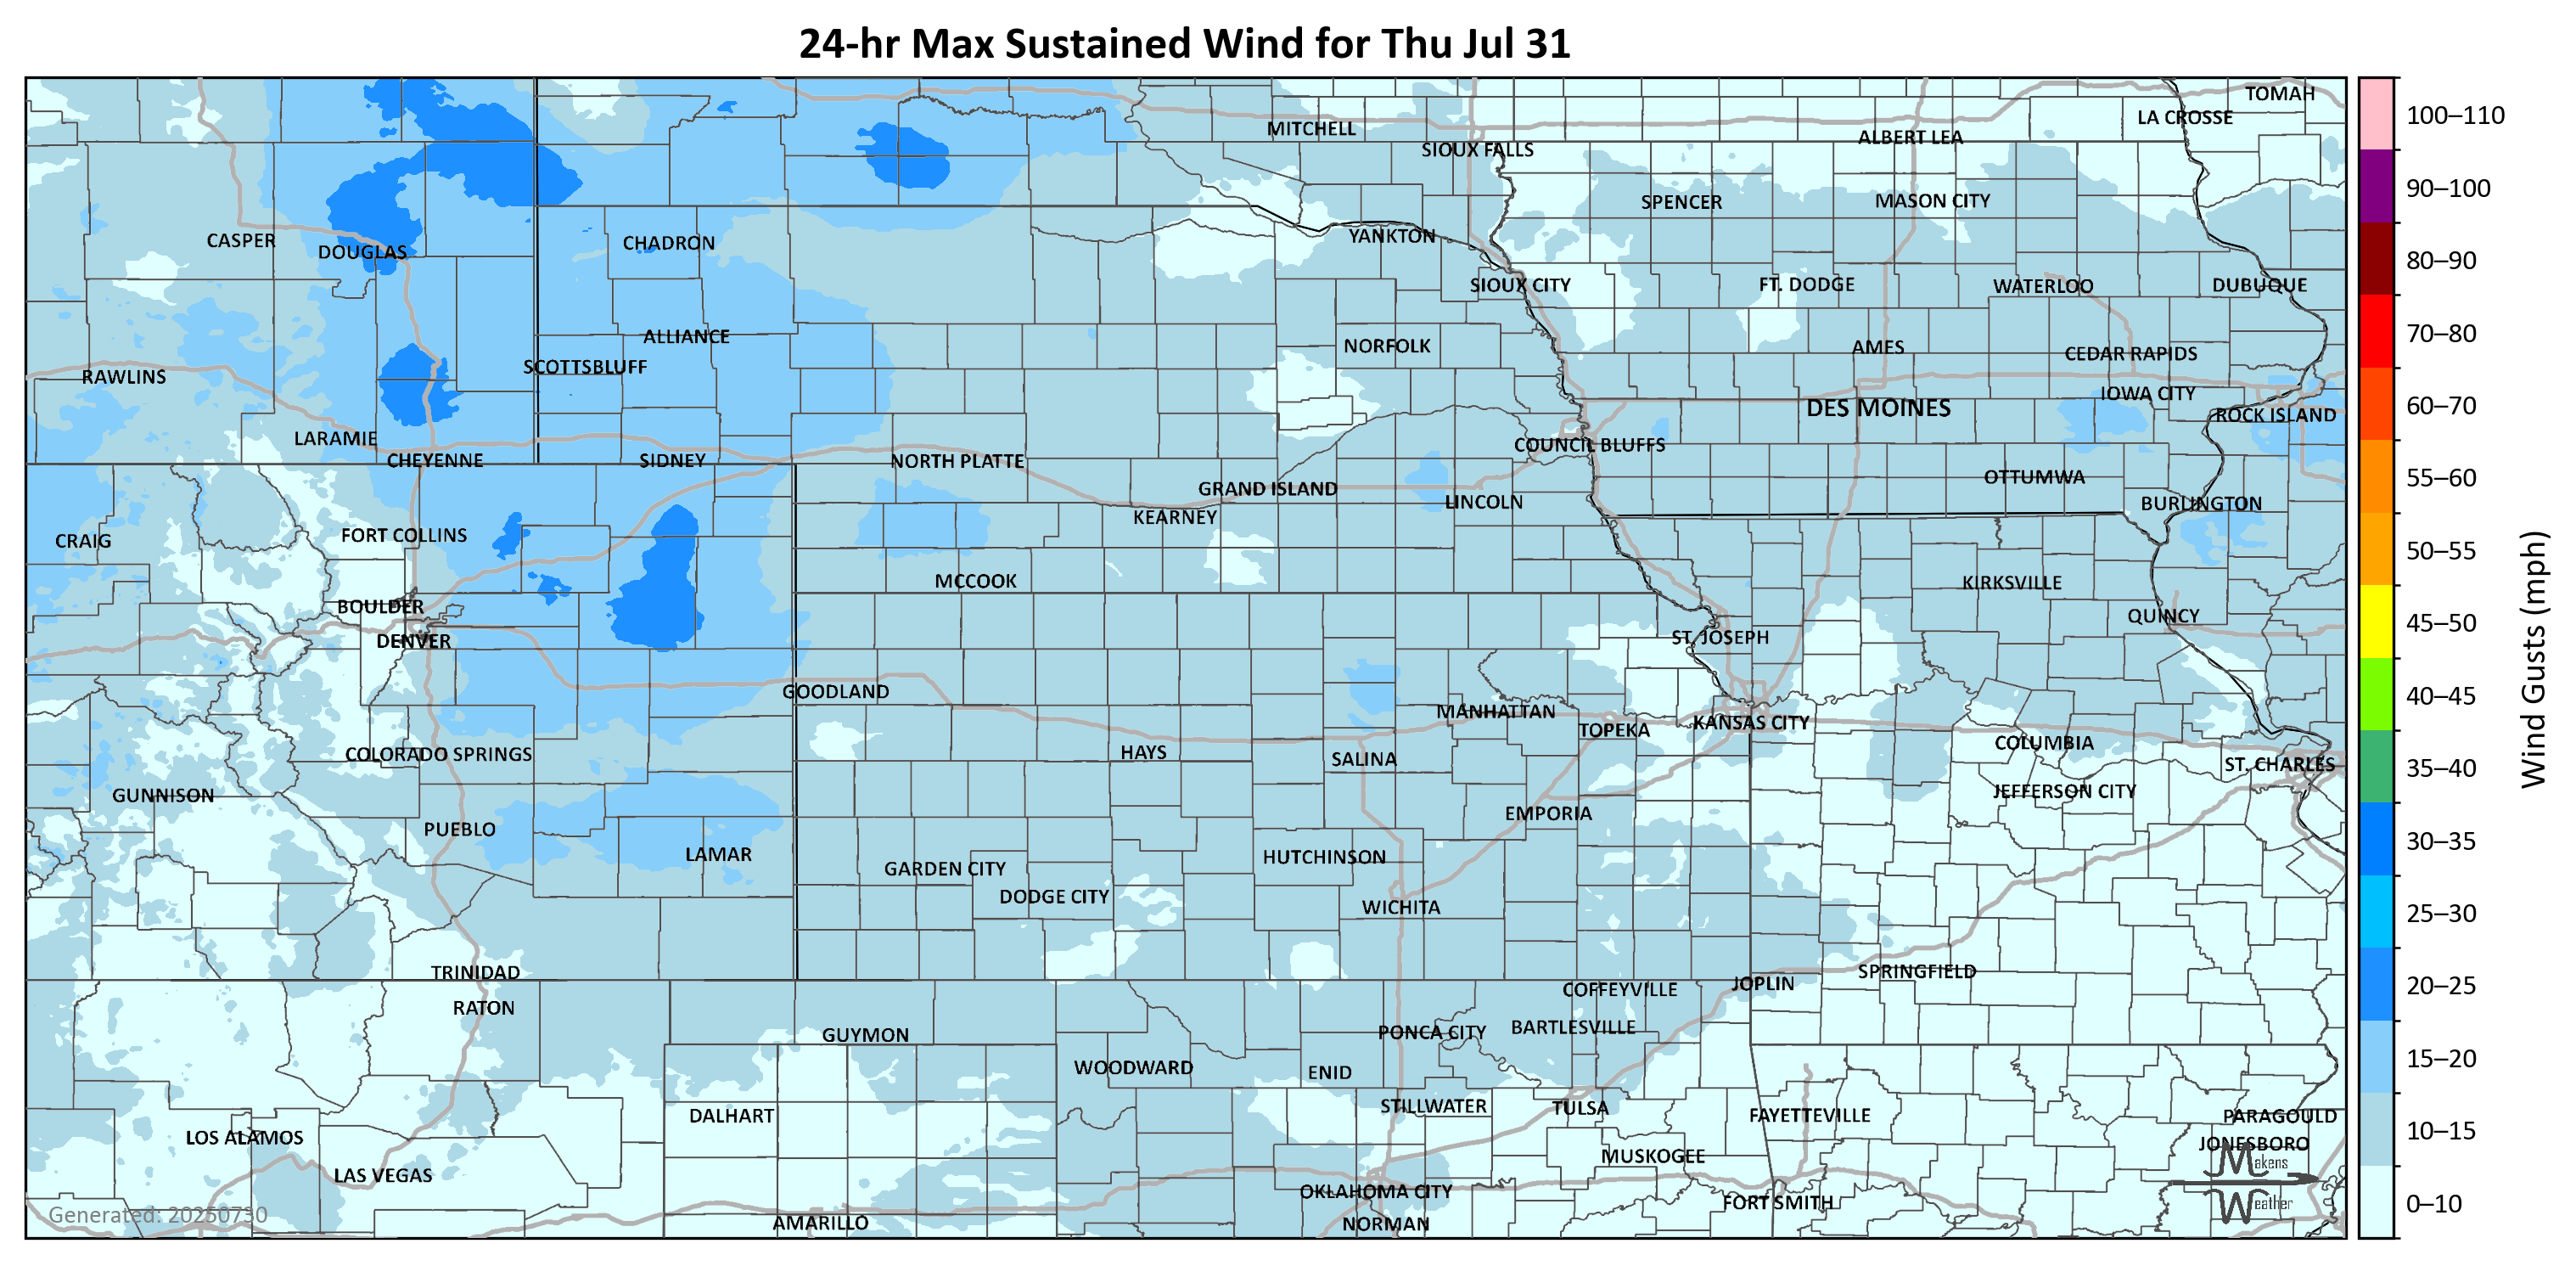 24-hr Max Sustained Wind for Thu Jul 31
TOMAH
LA CROSSE
MITCHELL
ALBERT LEA
SIOUX FALLS
SPENCER
MASON CITY
CASPER
DOUGLAS
CHADRON
YANKTON
SIOUX CITY
FT. DODGE
WATERLOO
DUBUQUE
ALLIANCE
NORFOLK
AMES
CEDAR RAPIDS
SCOTTSBLUFF
RAWLINS
IOWA CITY
DES MOINES
ROCK ISLAND
LARAMIE
COUNCIL BLUFFS
CHEYENNE
SIDNEY
NORTH PLATTE
OTTUMWA
GRAND ISLAND
LINCOLN
BURLINGTON
KEARNEY
FORT COLLINS
CRAIG
MCCOOK
KIRKSVILLE
BOULDER
QUINCY
DENVER
ST. JOSEPH
GOODLAND
MANHATTAN
KANSAS CITY
TOPEKA
COLUMBIA
COLORADO SPRINGS
HAYS
SALINA
ST. CHARLES
GUNNISON
JEFFERSON CITY
EMPORIA
PUEBLO
LAMAR
HUTCHINSON
GARDEN CITY
DODGE CITY
WICHITA
TRINIDAD
SPRINGFIELD
JOPLIN
COFFEYVILLE
RATON
GUYMON
PONCA CITY
BARTLESVILLE
WOODWARD
ENID
STILLWATER
TULSA
DALHART
FAYETTEVILLE
PARAGOULD
LOS ALAMOS
JONESBORO
MUSKOGEE
LAS VEGAS
OKLAHOMA CITY
FORT SMITH
AMARILLO
NORMAN
Generated: 20250730
Makens
Weather
100–110
90–100
80–90
70–80
60–70
55–60
50–55
45–50
40–45
35–40
30–35
25–30
20–25
15–20
10–15
0–10
Wind Gusts (mph)